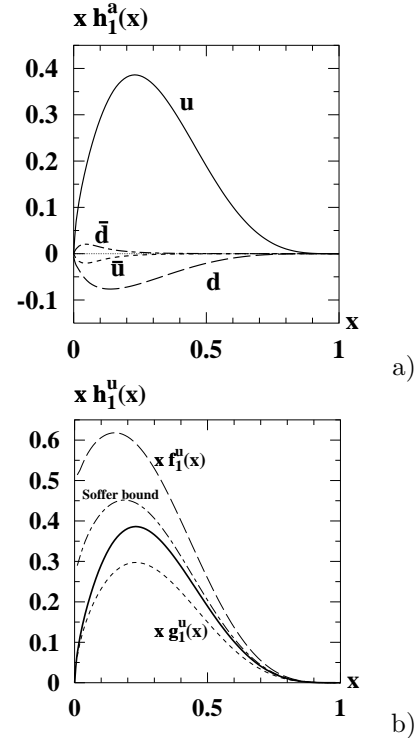 x h₁ᵃ(x)
0.4
u
0.3
0.2
0.1
d̄
0
ū
d
-0.1
x
0 0.5 1
a)
x h₁ᵘ(x)
0.6
x f₁ᵘ(x)
0.5
Soffer bound
0.4
0.3
0.2
x g₁ᵘ(x)
0.1
0
x
0 0.5 1
b)